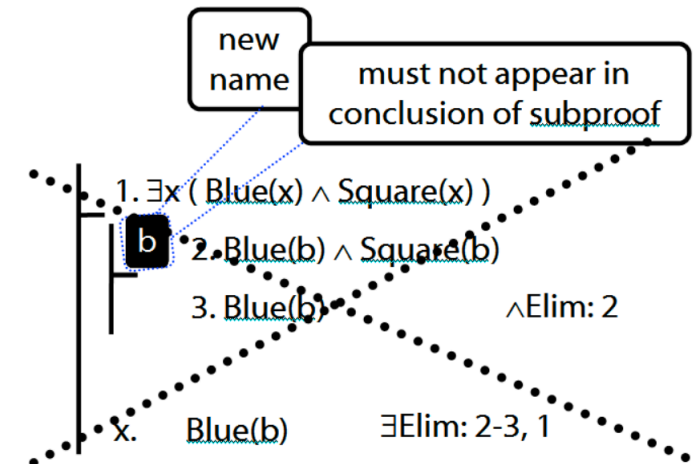 new
name
must not appear in
conclusion of subproof
1. ∃x ( Blue(x) ∧ Square(x) )
b
2. Blue(b) ∧ Square(b)
3. Blue(b) ∧Elim: 2
x. Blue(b) ∃Elim: 2-3, 1